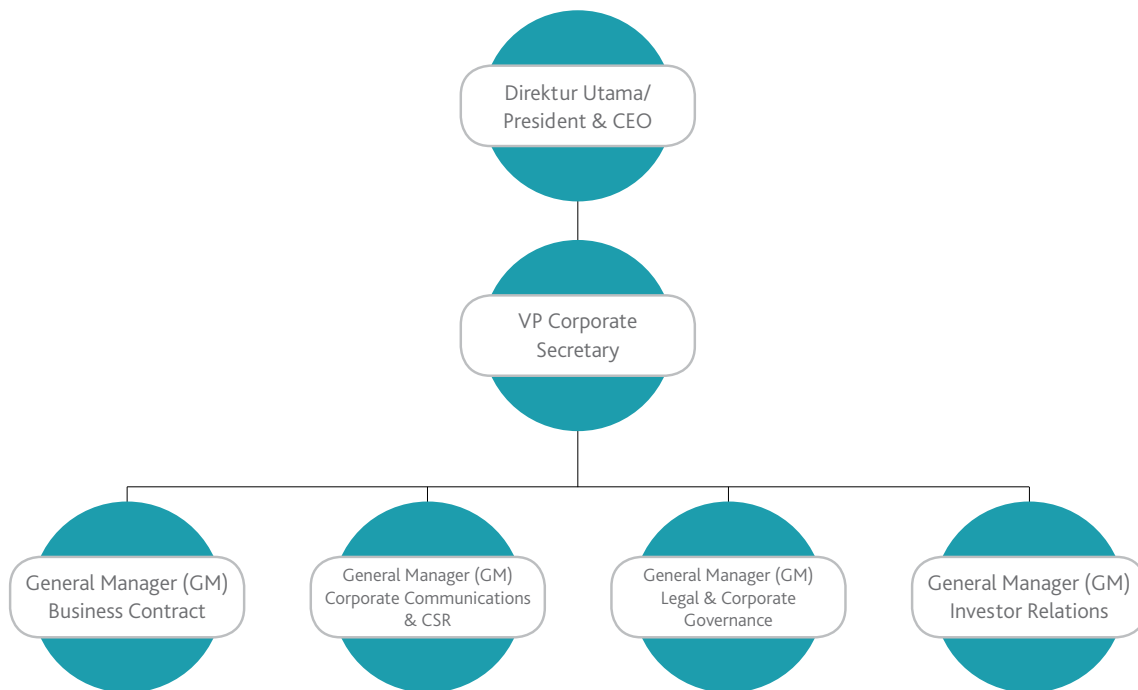 Direktur Utama/
President & CEO
VP Corporate
Secretary
General Manager (GM)
Business Contract
General Manager (GM)
Corporate Communications
& CSR
General Manager (GM)
Legal & Corporate
Governance
General Manager (GM)
Investor Relations